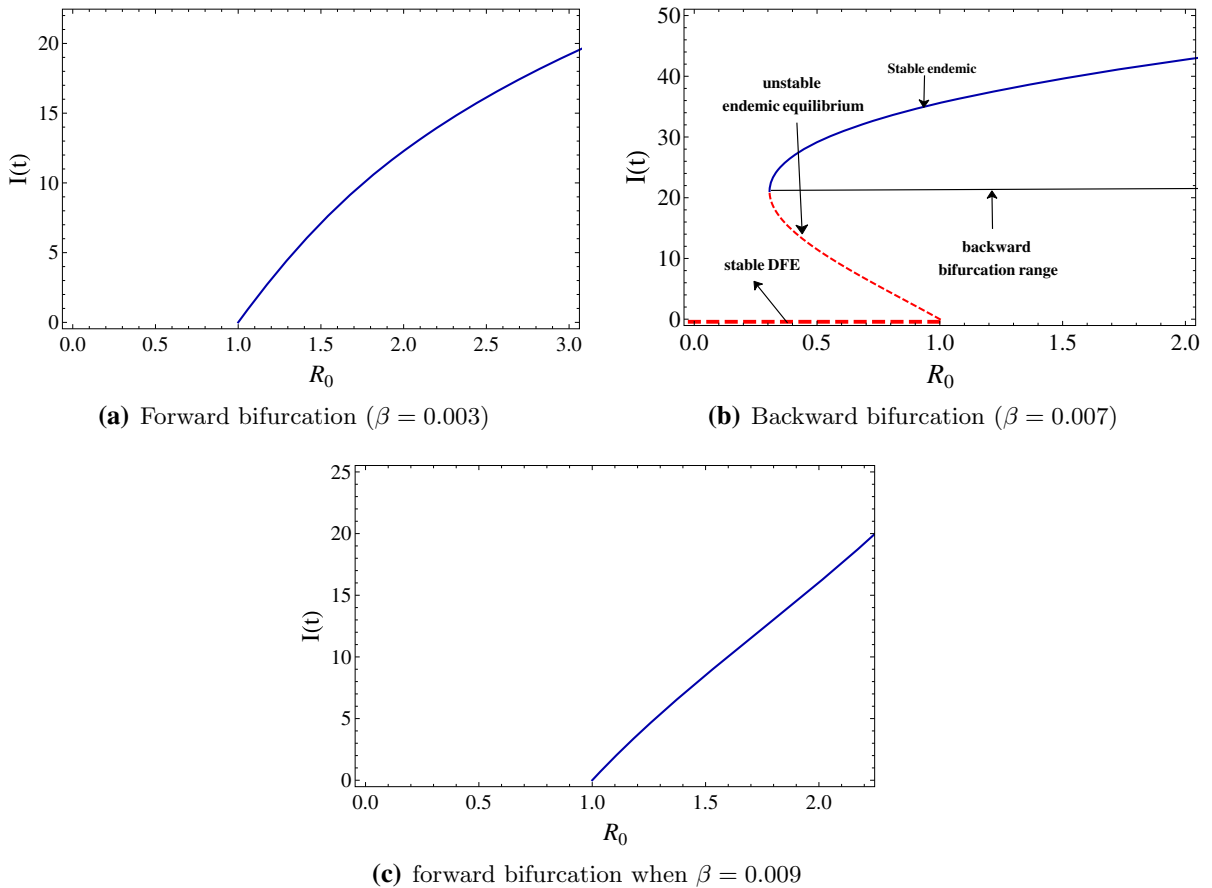 20
15
10
5
0
I(t)
0.0 0.5 1.0 1.5 2.0 2.5 3.0
R0
(a) Forward bifurcation (β = 0.003)
50
40
30
20
10
0
I(t)
Stable endemic
unstable
endemic equilibrium
backward
bifurcation range
stable DFE
0.0 0.5 1.0 1.5 2.0
R0
(b) Backward bifurcation (β = 0.007)
25
20
15
10
5
0
I(t)
0.0 0.5 1.0 1.5 2.0
R0
(c) forward bifurcation when β = 0.009